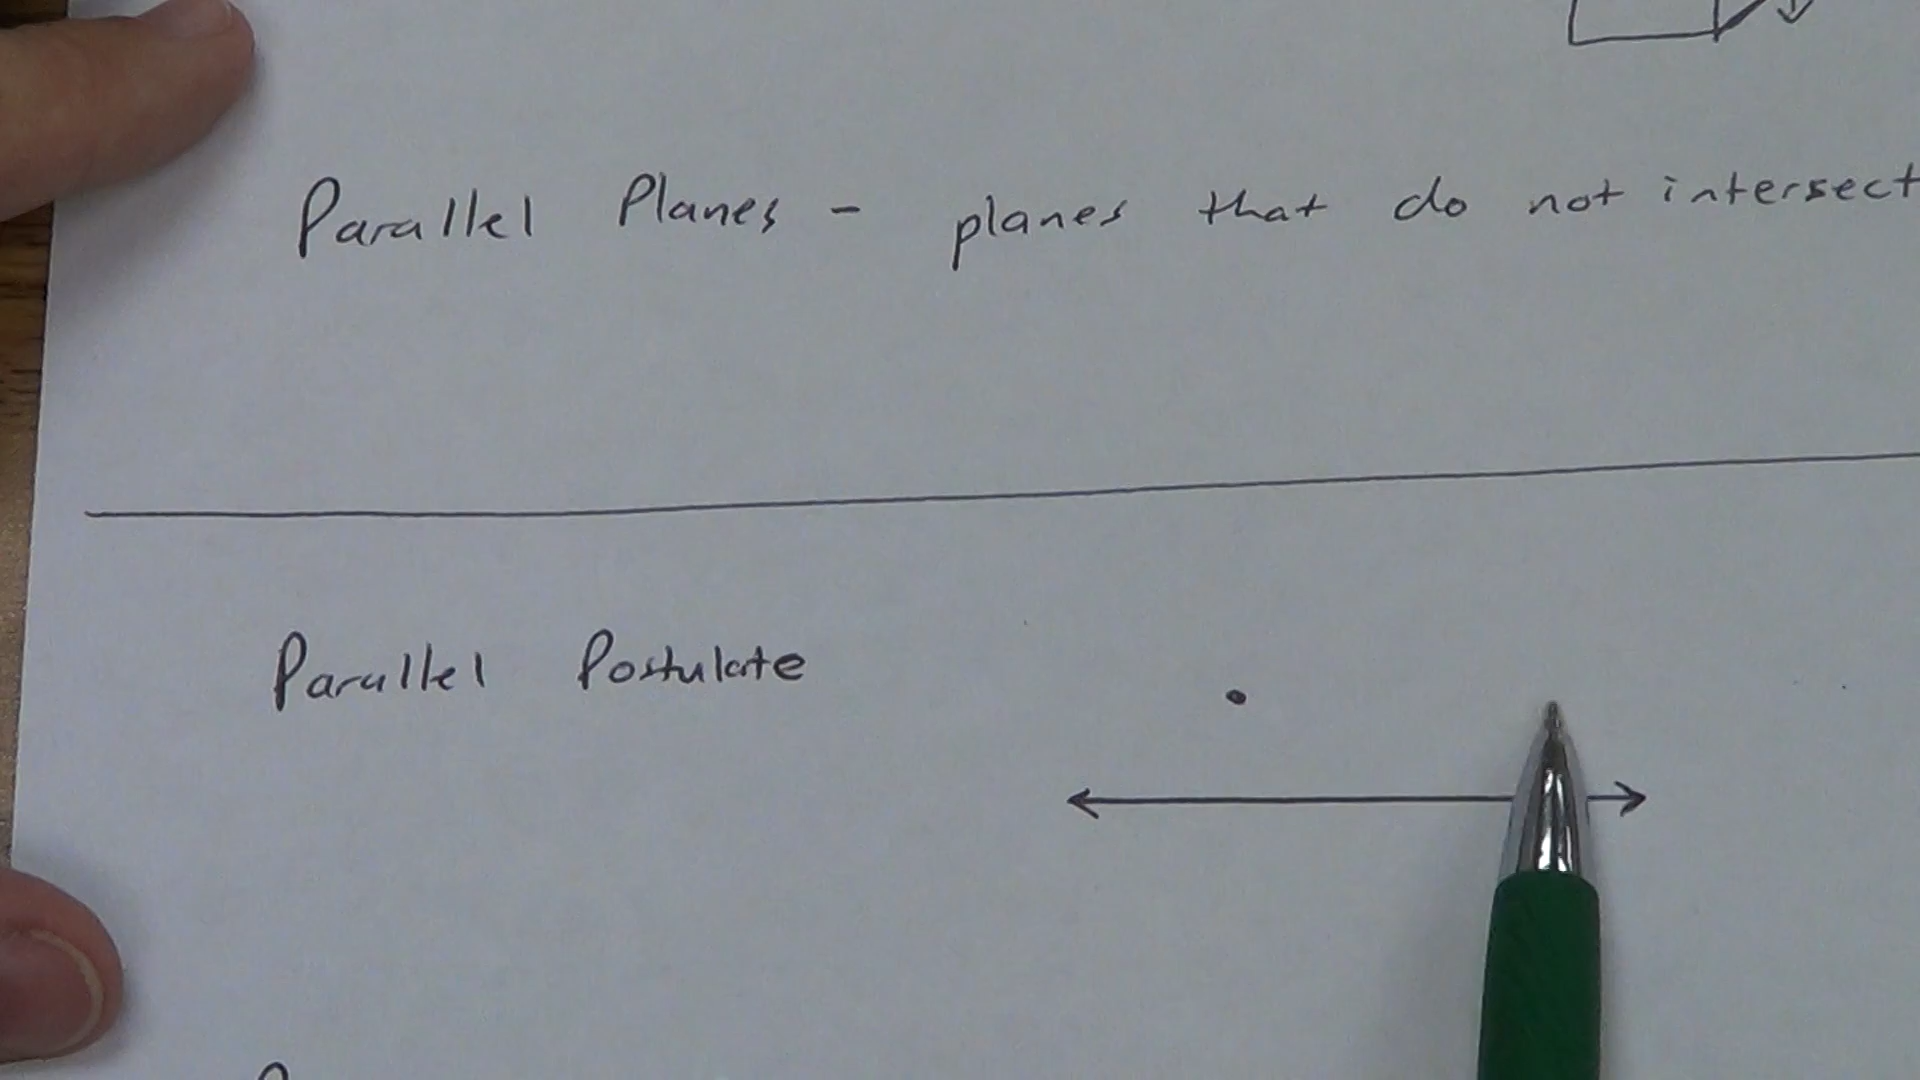 Parallel Planes - planes that do not intersect
Parallel Postulate